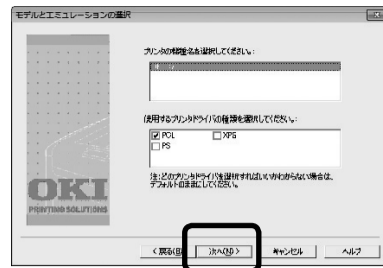 モデルとエミュレーションの選択
プリンタの機種名を選択してください。:
使用するプリンタドライバの種類を選択してください。:
PCL
XPS
PS
注:どのプリンタドライバを選択すればいいかわからない場合は、
デフォルトのままにしてください。
OKI
PRINTING SOLUTIONS
< 戻る(B)
次へ(N) >
キャンセル
ヘルプ